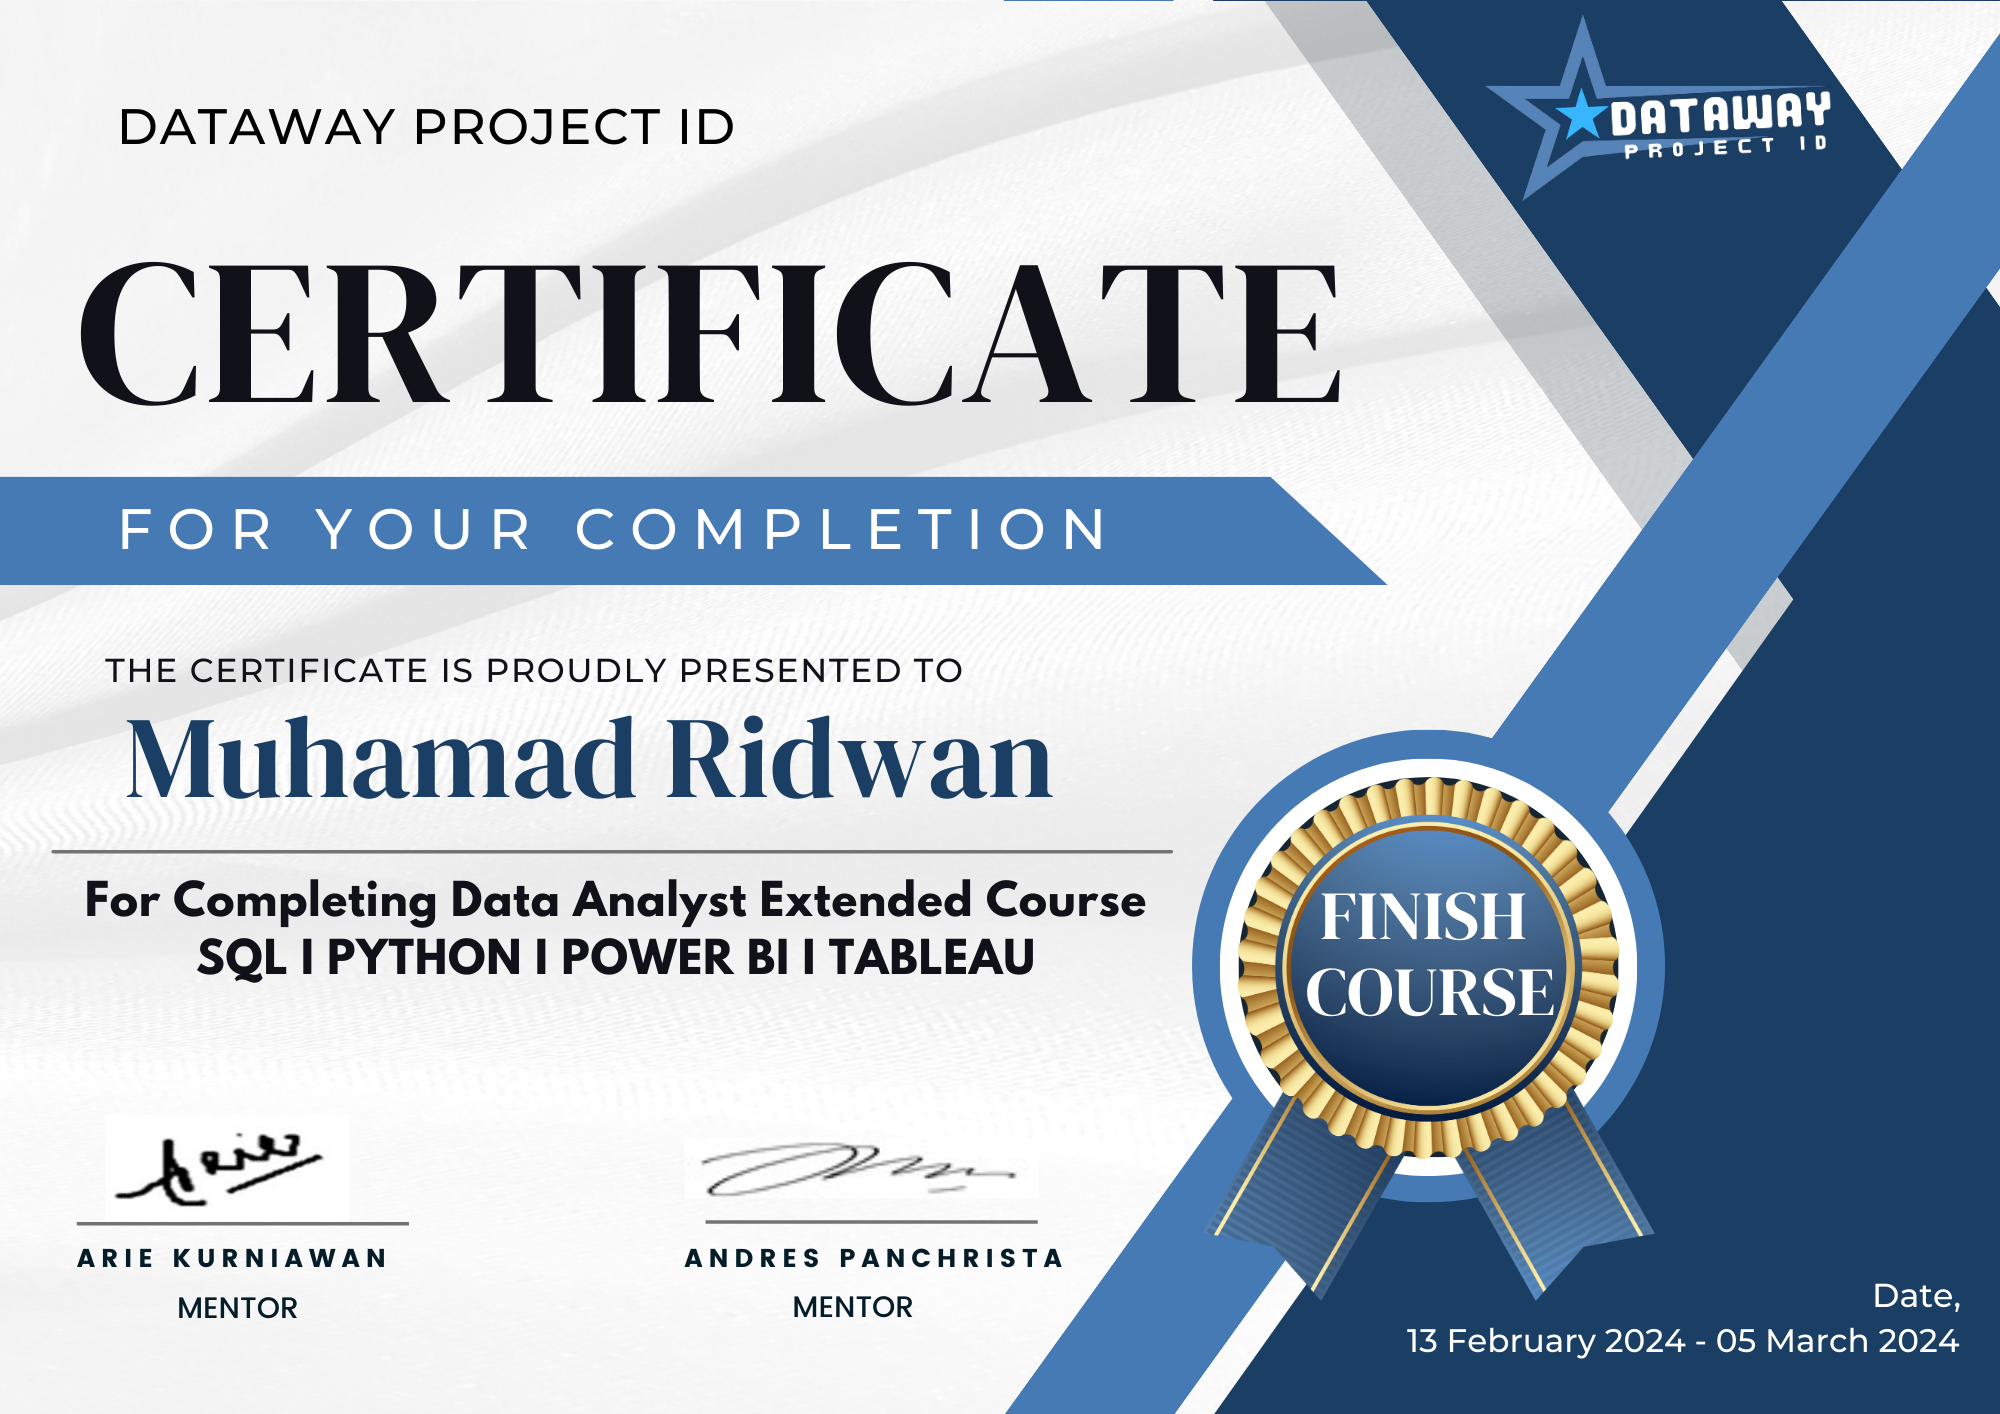 DATAWAY PROJECT ID
DATAWAY
PROJECT ID
CERTIFICATE
FOR YOUR COMPLETION
THE CERTIFICATE IS PROUDLY PRESENTED TO
Muhamad Ridwan
For Completing Data Analyst Extended Course
SQL I PYTHON I POWER BI I TABLEAU
FINISH
COURSE
Aries
ARIE KURNIAWAN
MENTOR
ANDRES PANCHRISTA
MENTOR
Date,
13 February 2024 - 05 March 2024